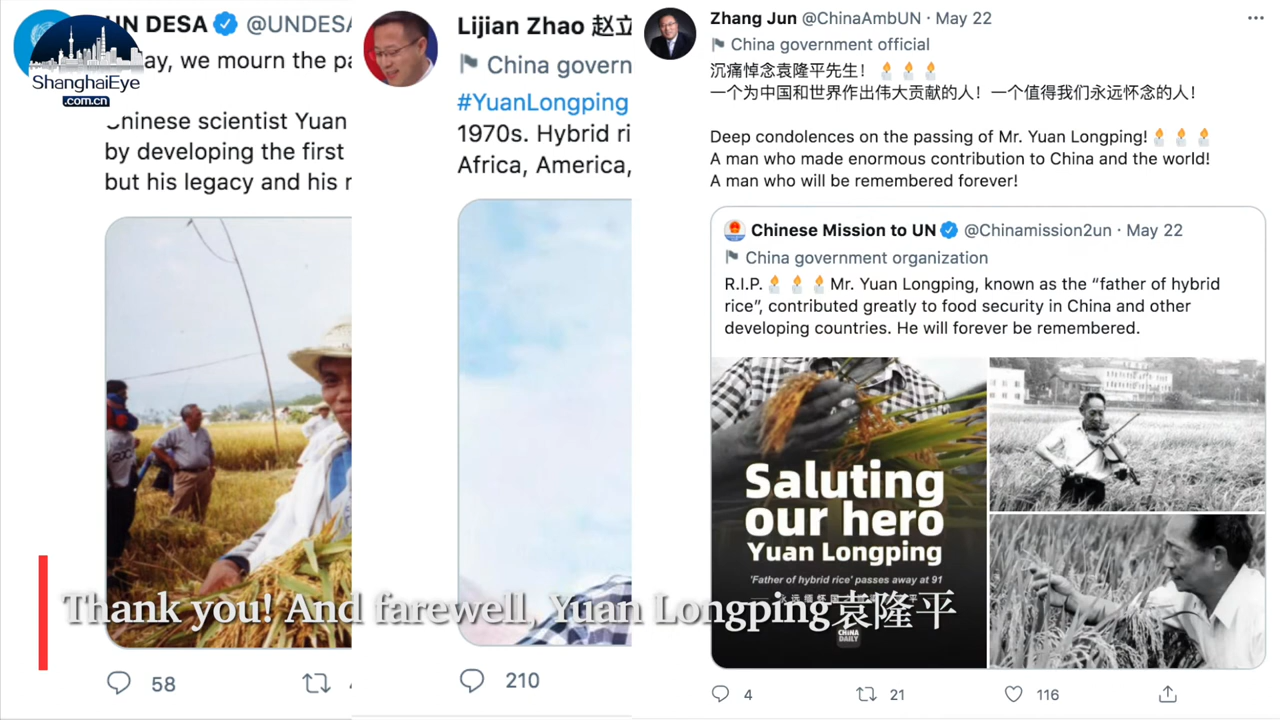 ShanghaiEye
.com.cn
UN DESA @UNDESA
ay, we mourn the pa
Chinese scientist Yuan
by developing the first
but his legacy and his r
58
Lijian Zhao 赵立
China govern
#YuanLongping
1970s. Hybrid ri
Africa, America,
210
Zhang Jun @ChinaAmbUN · May 22
China government official
沉痛悼念袁隆平先生！🕯🕯🕯
一个为中国和世界作出伟大贡献的人！一个值得我们永远怀念的人！
Deep condolences on the passing of Mr. Yuan Longping!🕯🕯🕯
A man who made enormous contribution to China and the world!
A man who will be remembered forever!
Chinese Mission to UN @Chinamission2un · May 22
China government organization
R.I.P.🕯🕯🕯Mr. Yuan Longping, known as the “father of hybrid
rice”, contributed greatly to food security in China and other
developing countries. He will forever be remembered.
Saluting
our hero
Yuan Longping
'Father of hybrid rice' passes away at 91
CHINA
DAILY
4
21
116
Thank you! And farewell, Yuan Longping袁隆平